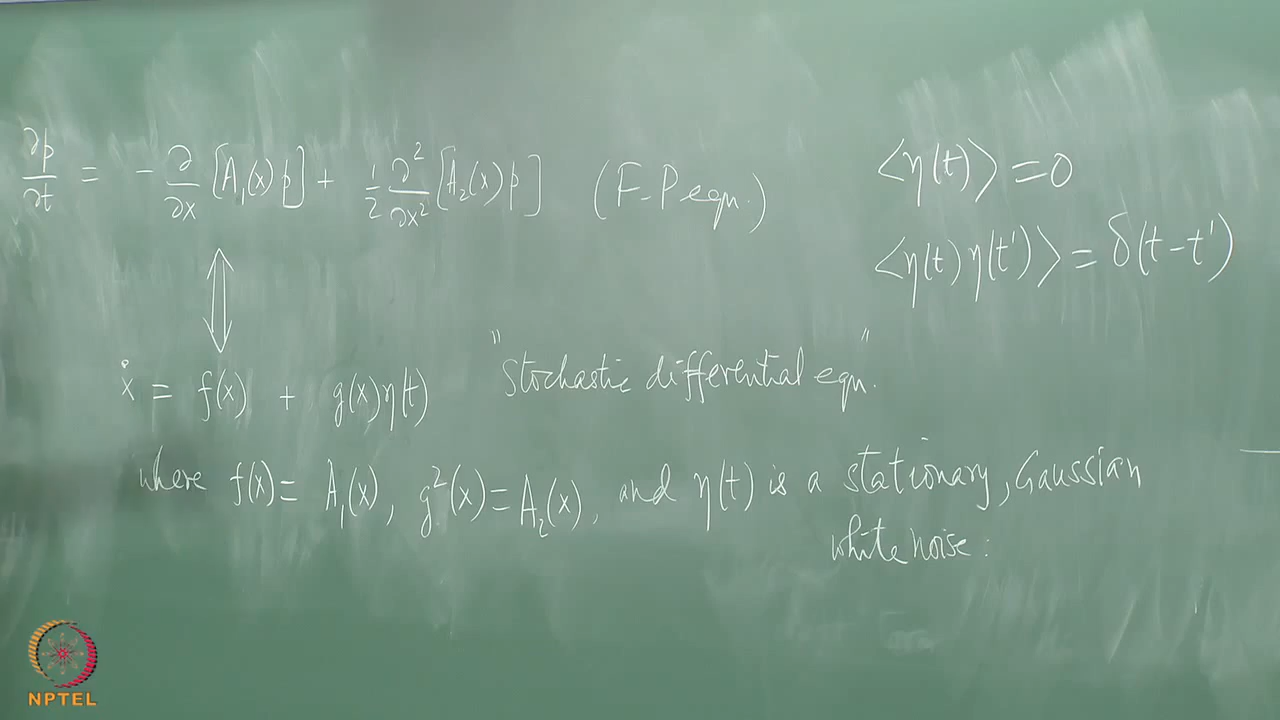 ∂p/∂t = - ∂/∂x [A₁(x) p] + 1/2 ∂²/∂x² [A₂(x) p] (F-P eqn.)
⟨η(t)⟩ = 0
⟨η(t) η(t')⟩ = δ(t-t')
ẋ = f(x) + g(x)η(t) "Stochastic differential eqn."
where f(x) = A₁(x), g²(x) = A₂(x), and η(t) is a stationary, Gaussian
white noise:
NPTEL